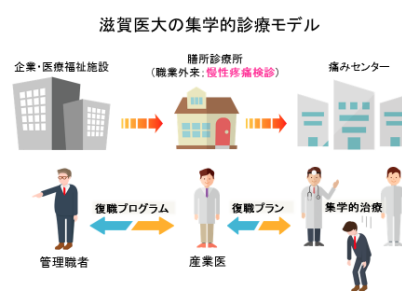 滋賀医大の集学的診療モデル
企業・医療福祉施設
膳所診療所
（職業外来；慢性疼痛検診）
痛みセンター
復職プログラム
復職プラン
集学的治療
管理職者
産業医